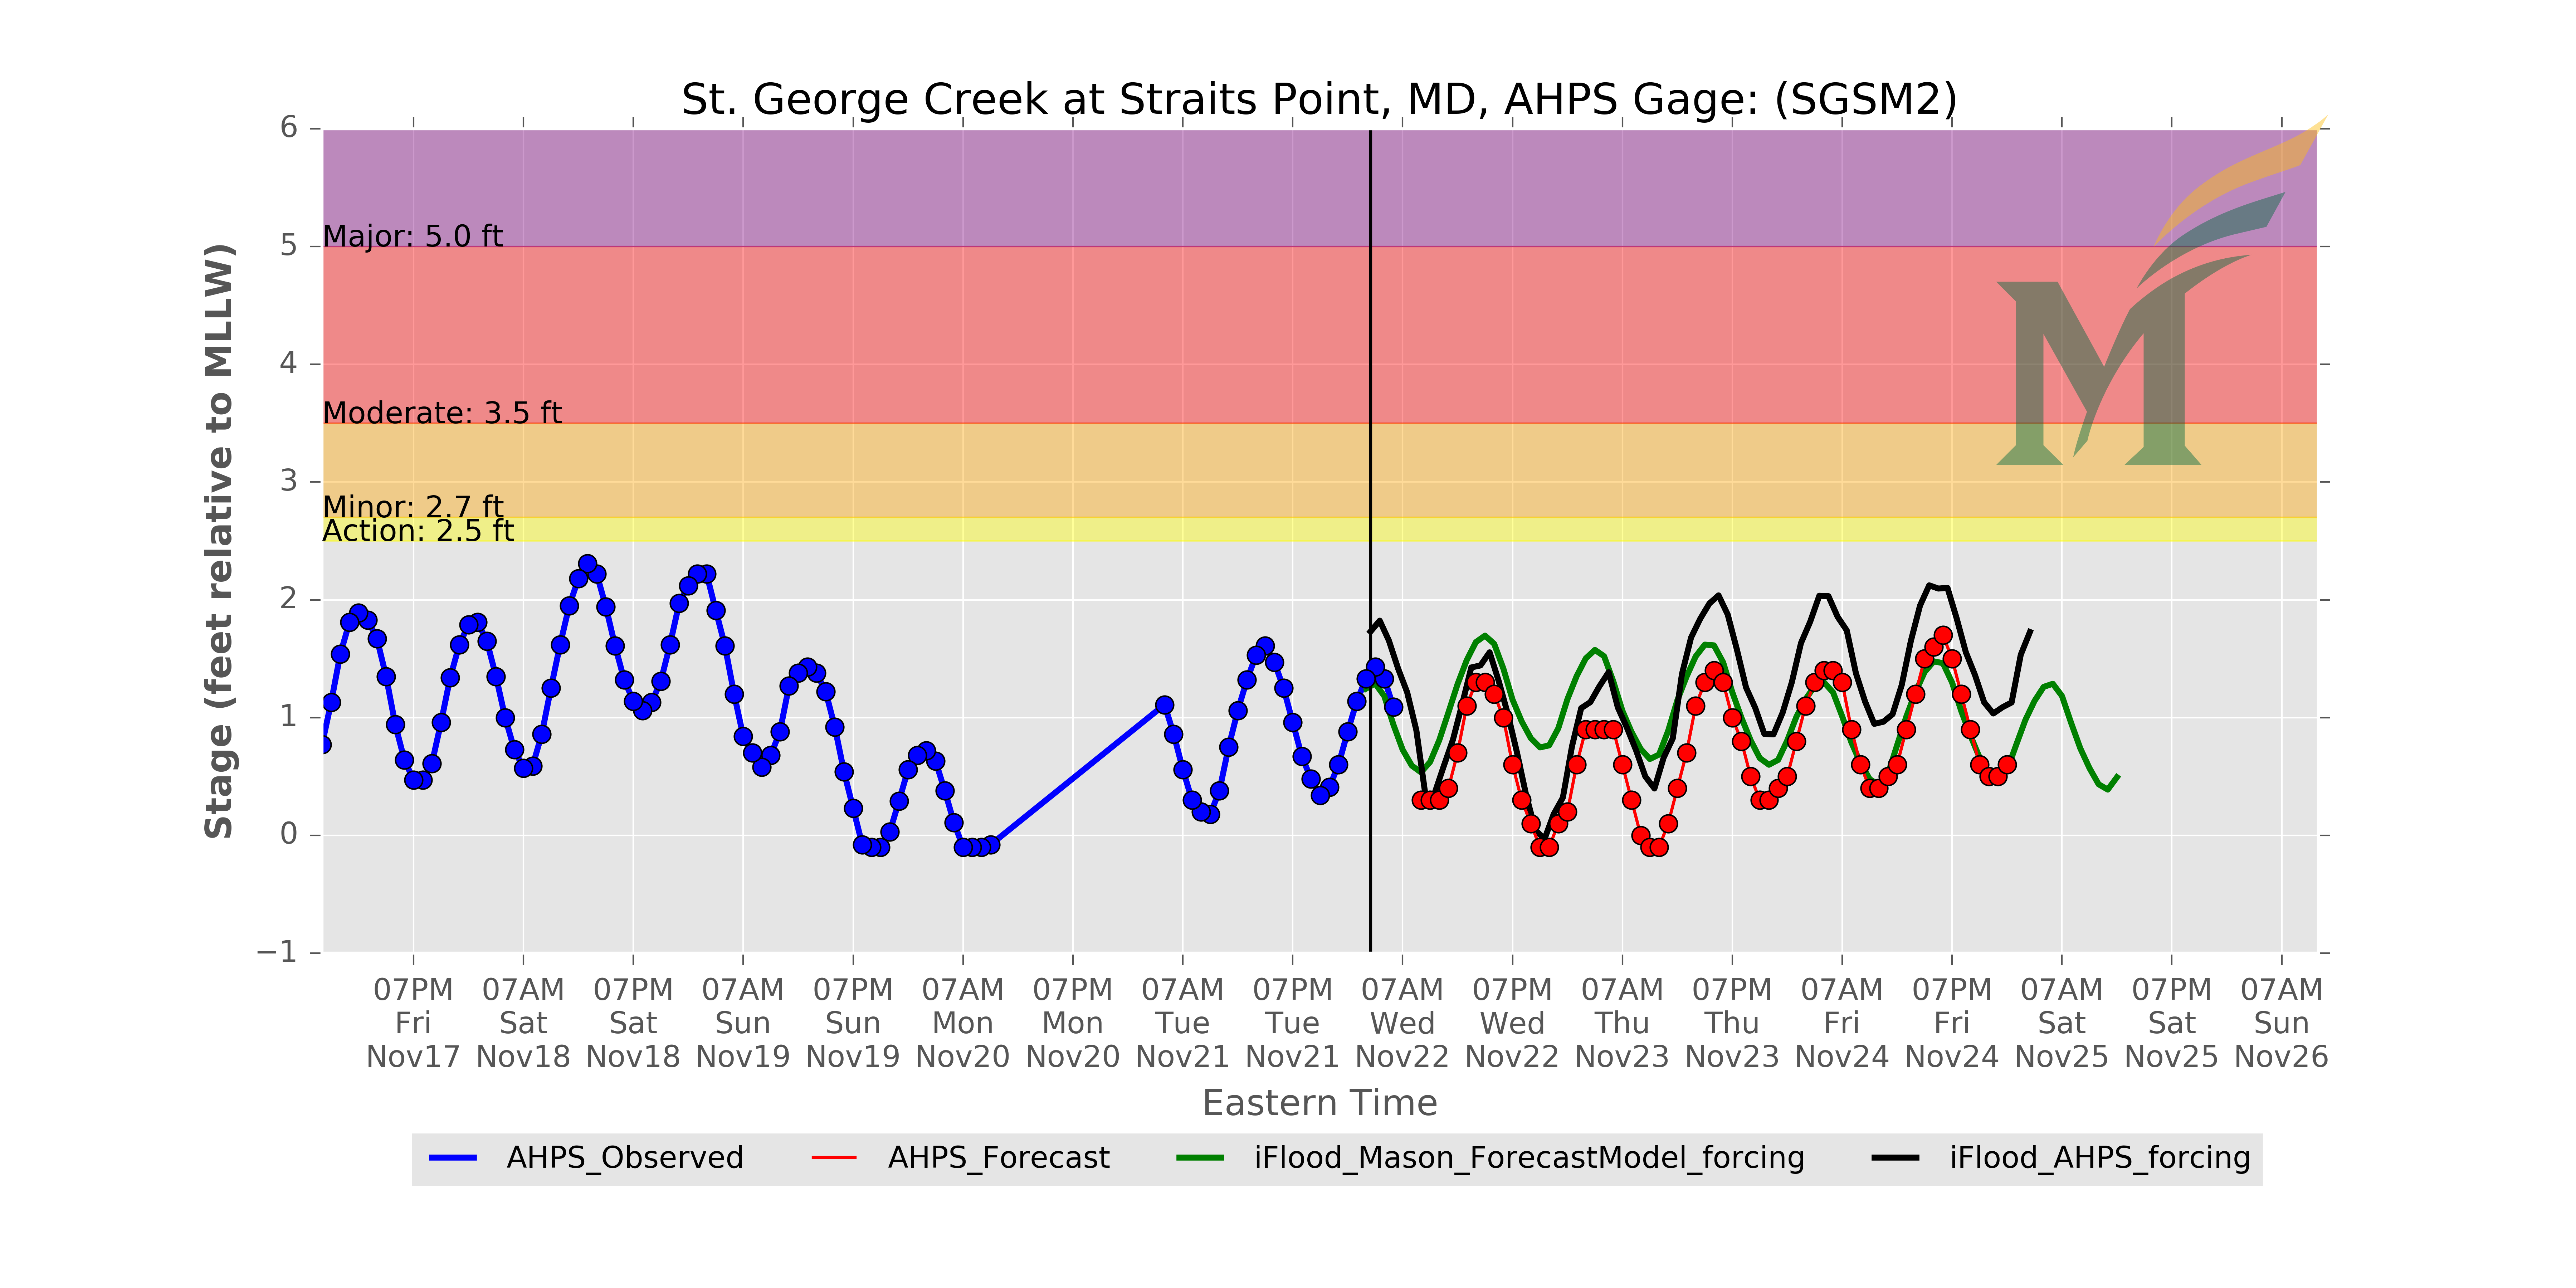 St. George Creek at Straits Point, MD, AHPS Gage: (SGSM2)
Stage (feet relative to MLLW)
6
5
4
3
2
1
0
−1
Major: 5.0 ft
Moderate: 3.5 ft
Minor: 2.7 ft
Action: 2.5 ft
M
07PM 07AM 07PM 07AM 07PM 07AM 07PM 07AM 07PM 07AM 07PM 07AM 07PM 07AM 07PM 07AM 07PM 07AM
Fri Sat Sat Sun Sun Mon Mon Tue Tue Wed Wed Thu Thu Fri Fri Sat Sat Sun
Nov17 Nov18 Nov18 Nov19 Nov19 Nov20 Nov20 Nov21 Nov21 Nov22 Nov22 Nov23 Nov23 Nov24 Nov24 Nov25 Nov25 Nov26
Eastern Time
AHPS_Observed AHPS_Forecast iFlood_Mason_ForecastModel_forcing iFlood_AHPS_forcing